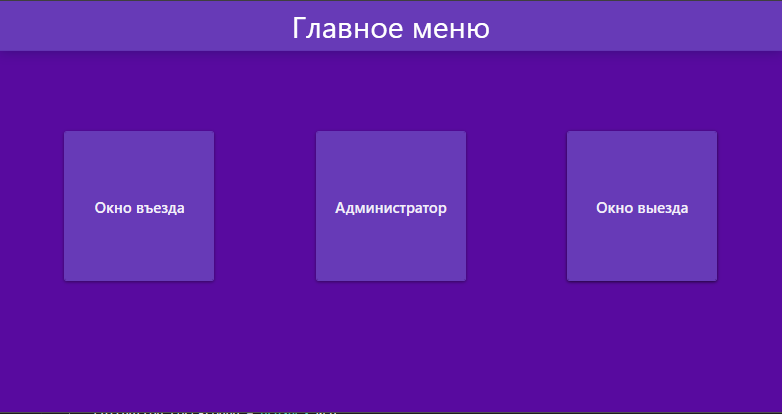 Главное меню
Окно въезда
Администратор
Окно выезда